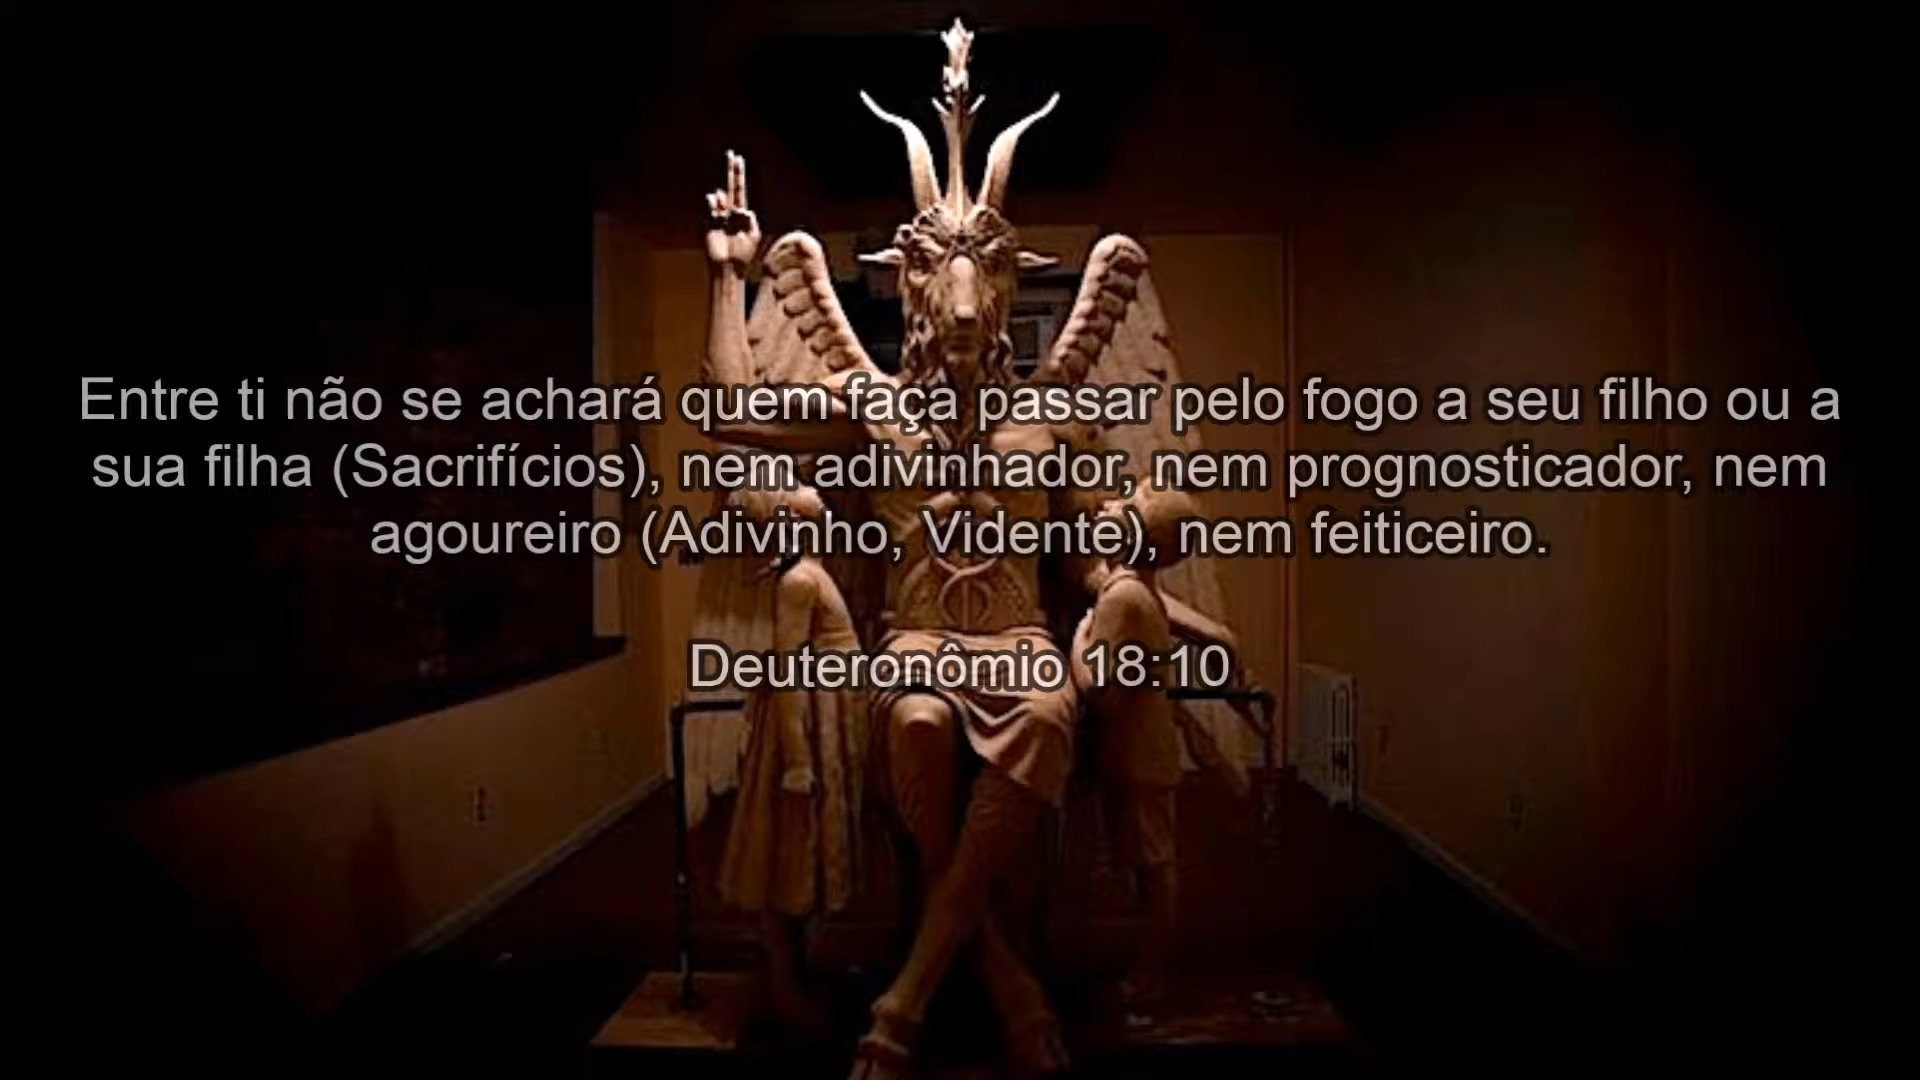 Entre ti não se achará quem faça passar pelo fogo a seu filho ou a
sua filha (Sacrifícios), nem adivinhador, nem prognosticador, nem
agoureiro (Adivinho, Vidente), nem feiticeiro.
Deuteronômio 18:10